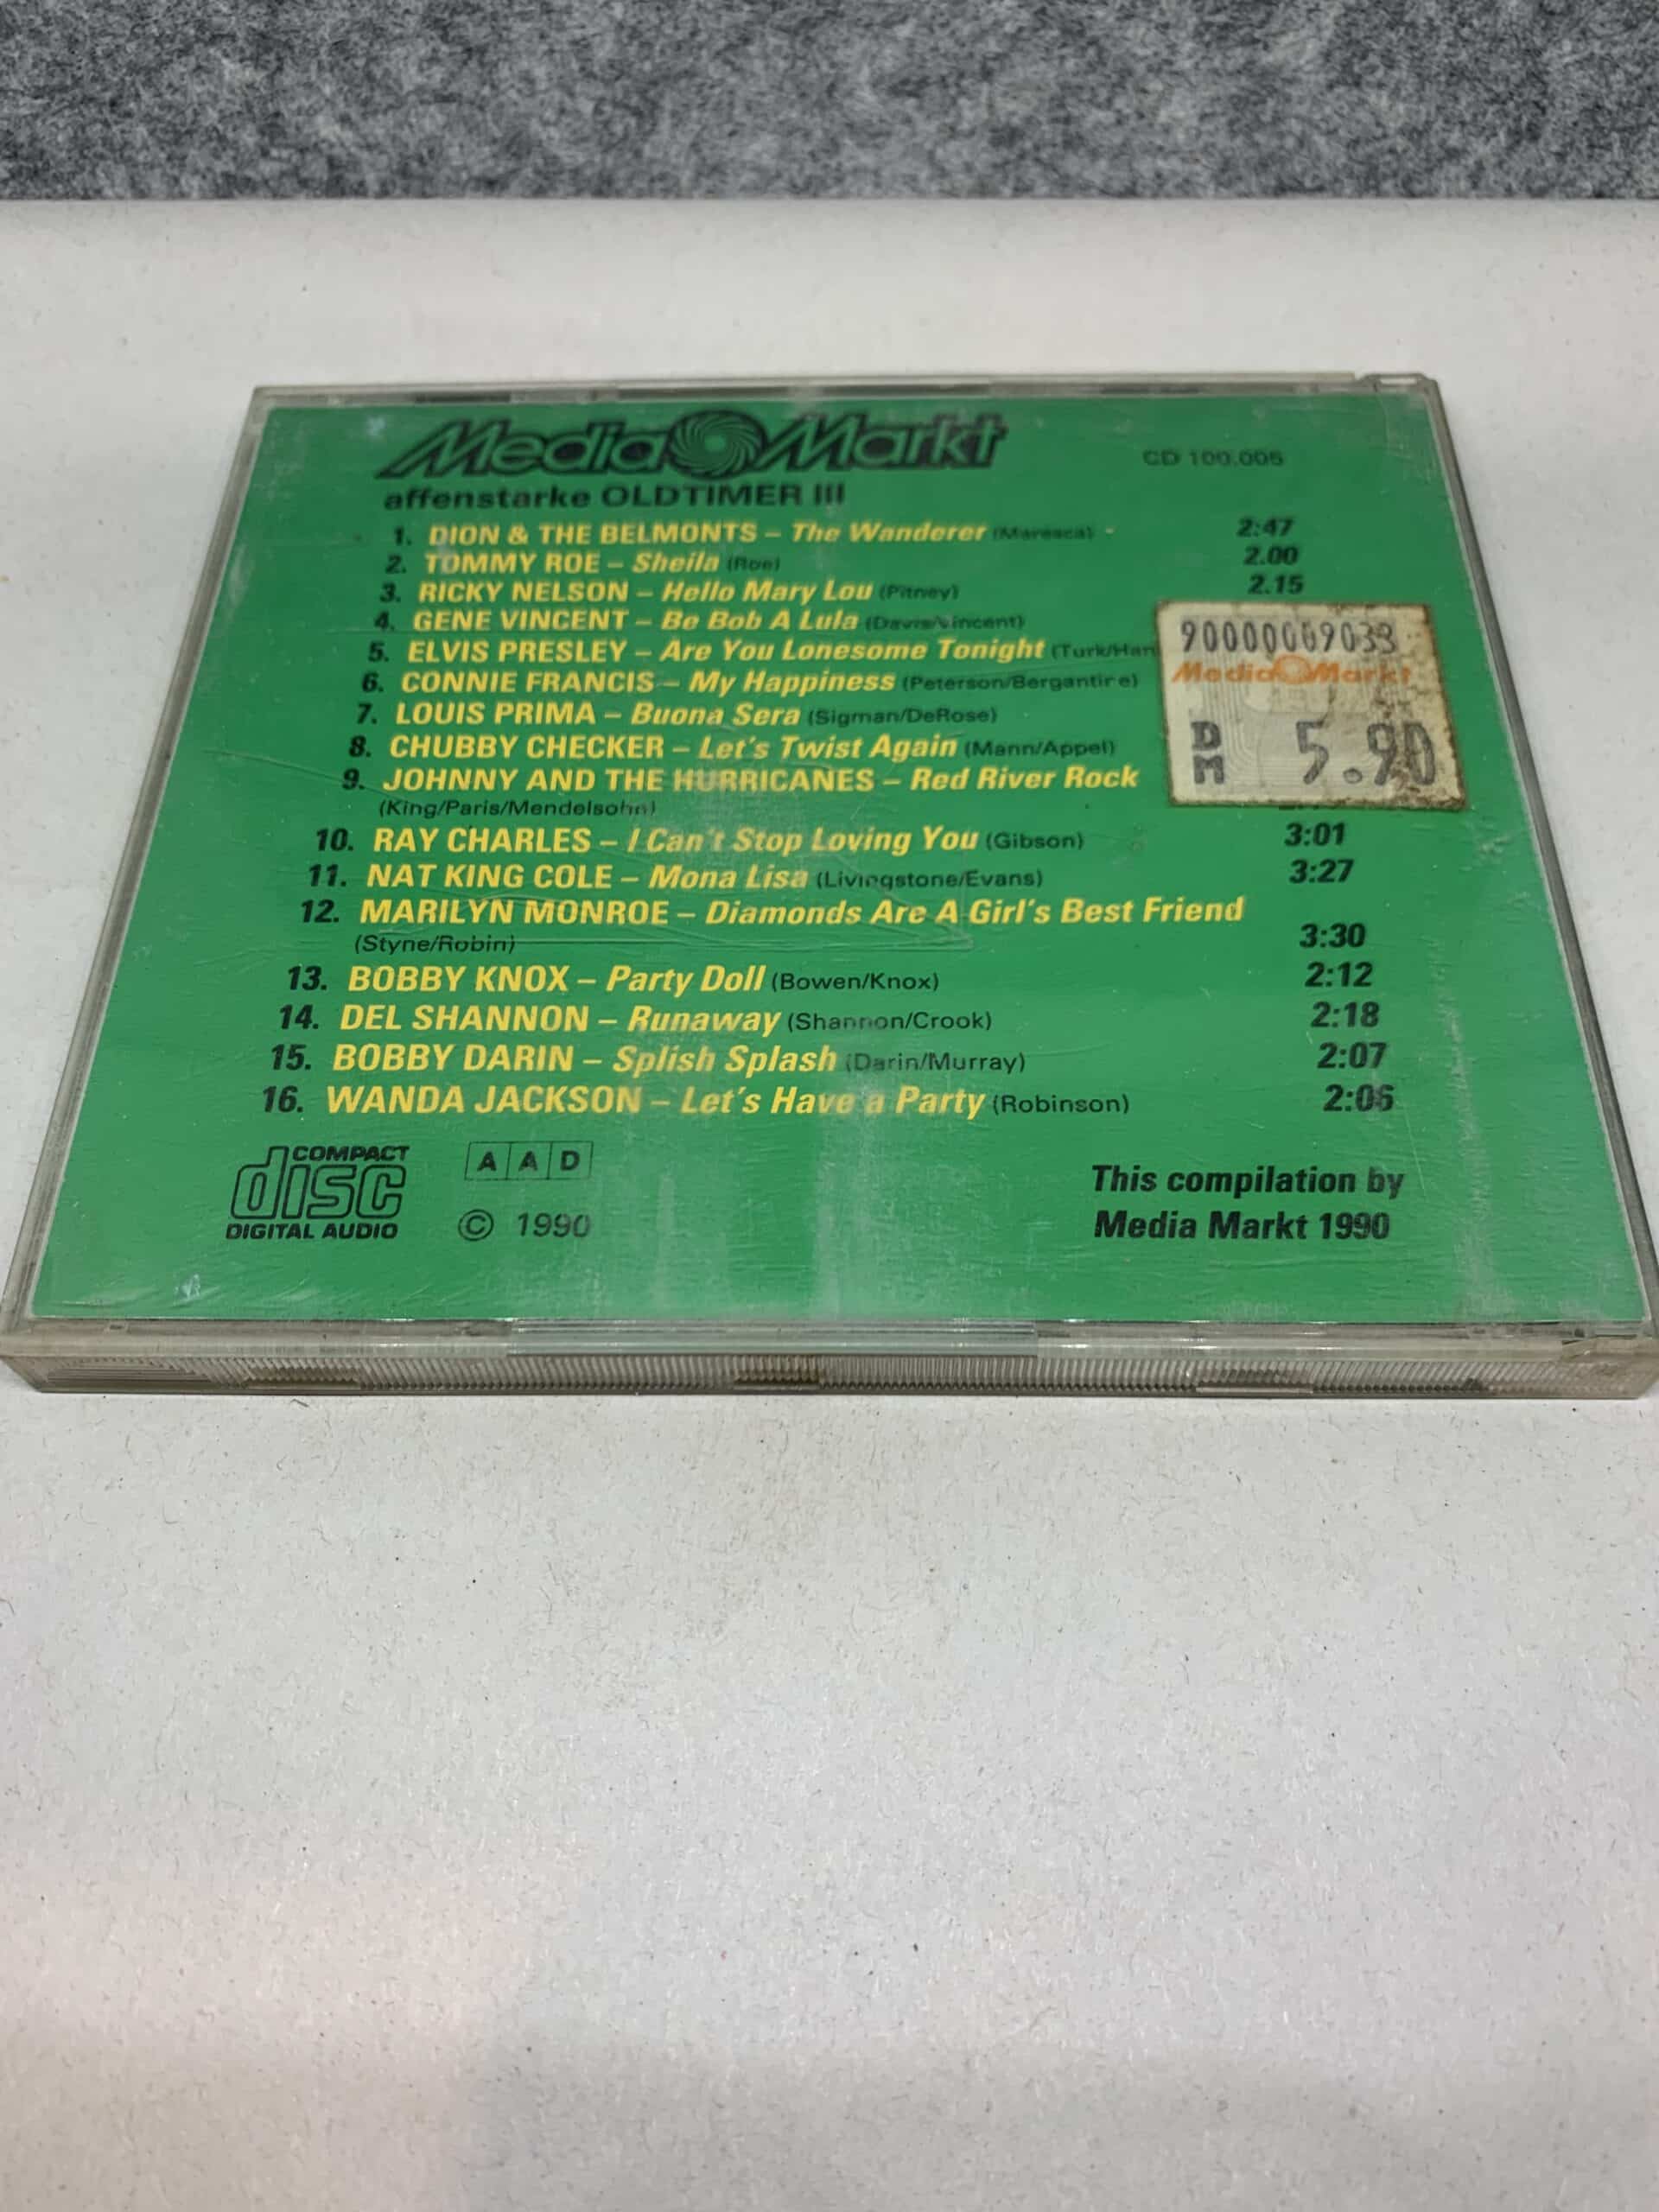 Media Markt
CD 100.005
affenstarke OLDTIMER III
1. DION & THE BELMONTS – The Wanderer (Maresca) - 2:47
2. TOMMY ROE – Sheila (Roe) 2.00
3. RICKY NELSON – Hello Mary Lou (Pitney) 2.15
4. GENE VINCENT – Be Bob A Lula (Davis/Vincent)
5. ELVIS PRESLEY – Are You Lonesome Tonight (Turk/Han
6. CONNIE FRANCIS – My Happiness (Peterson/Bergantine)
7. LOUIS PRIMA – Buona Sera (Sigman/DeRose)
8. CHUBBY CHECKER – Let's Twist Again (Mann/Appel)
9. JOHNNY AND THE HURRICANES – Red River Rock
(King/Paris/Mendelsohn)
90000009033
Media Markt
DM 5.90
10. RAY CHARLES – I Can't Stop Loving You (Gibson) 3:01
11. NAT KING COLE – Mona Lisa (Livingstone/Evans) 3:27
12. MARILYN MONROE – Diamonds Are A Girl's Best Friend
(Styne/Robin) 3:30
13. BOBBY KNOX – Party Doll (Bowen/Knox) 2:12
14. DEL SHANNON – Runaway (Shannon/Crook) 2:18
15. BOBBY DARIN – Splish Splash (Darin/Murray) 2:07
16. WANDA JACKSON – Let's Have a Party (Robinson) 2:06
COMPACT
disc
DIGITAL AUDIO
A A D
© 1990
This compilation by
Media Markt 1990